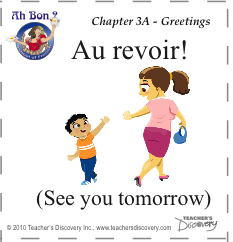 Ah Bon?
Chapter 3A - Greetings
Au revoir!
(See you tomorrow)
TEACHER'S
Discovery
© 2010 Teacher's Discovery Inc., www.teachersdiscovery.com